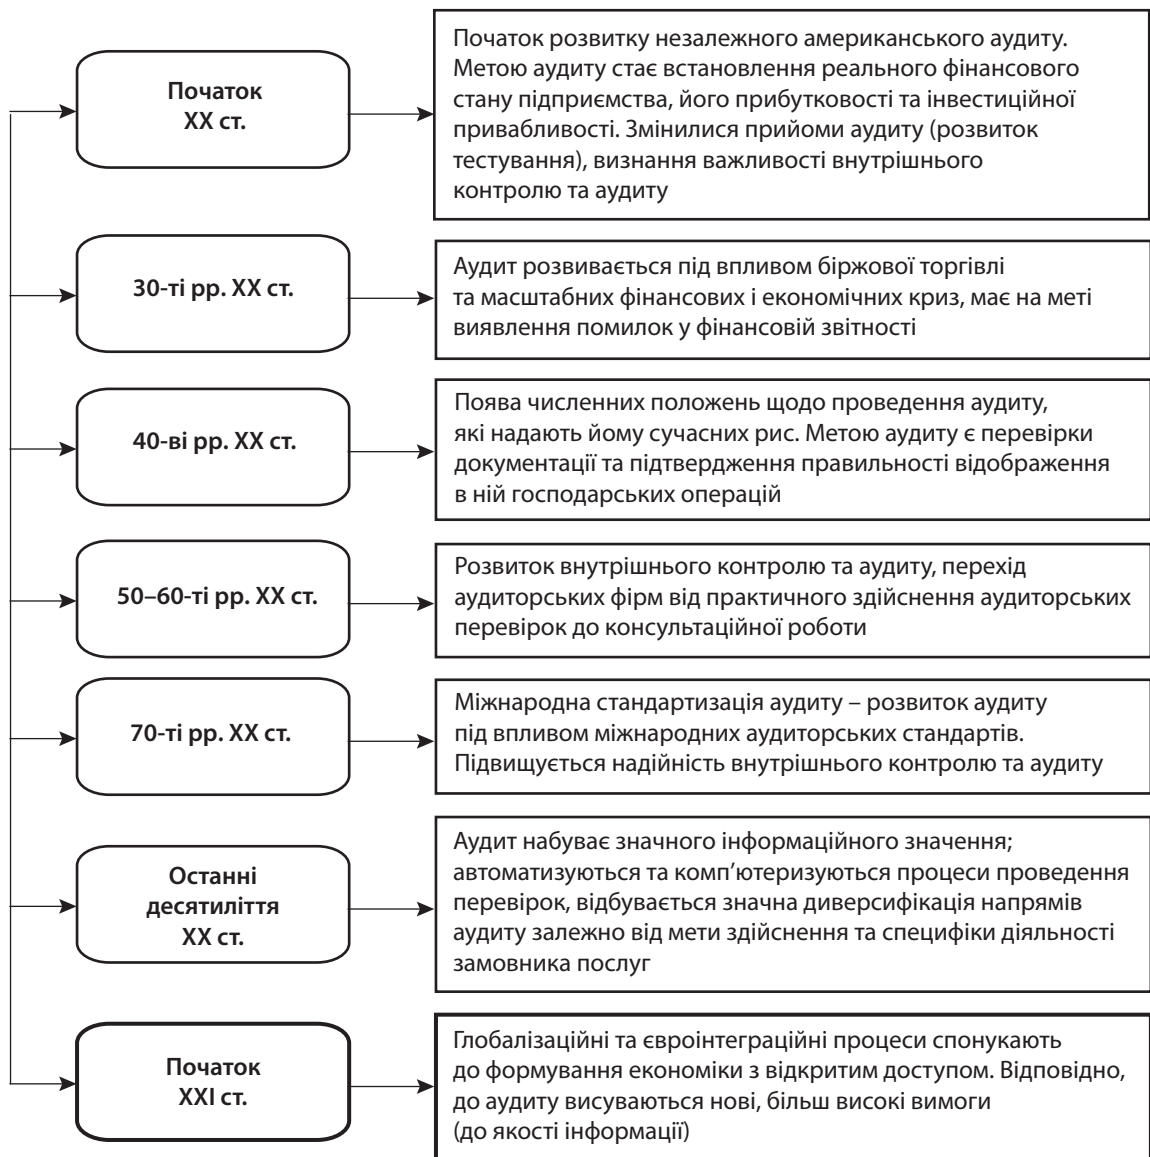 Початок
ХХ ст.
Початок розвитку незалежного американського аудиту.
Метою аудиту стає встановлення реального фінансового
стану підприємства, його прибутковості та інвестиційної
привабливості. Змінилися прийоми аудиту (розвиток
тестування), визнання важливості внутрішнього
контролю та аудиту
30-ті рр. ХХ ст.
Аудит розвивається під впливом біржової торгівлі
та масштабних фінансових і економічних криз, має на меті
виявлення помилок у фінансовій звітності
40-ві рр. ХХ ст.
Поява численних положень щодо проведення аудиту,
які надають йому сучасних рис. Метою аудиту є перевірки
документації та підтвердження правильності відображення
в ній господарських операцій
50–60-ті рр. ХХ ст.
Розвиток внутрішнього контролю та аудиту, перехід
аудиторських фірм від практичного здійснення аудиторських
перевірок до консультаційної роботи
70-ті рр. ХХ ст.
Міжнародна стандартизація аудиту – розвиток аудиту
під впливом міжнародних аудиторських стандартів.
Підвищується надійність внутрішнього контролю та аудиту
Останні
десятиліття
ХХ ст.
Аудит набуває значного інформаційного значення;
автоматизуються та комп’ютеризуються процеси проведення
перевірок, відбувається значна диверсифікація напрямів
аудиту залежно від мети здійснення та специфіки діяльності
замовника послуг
Початок
ХХІ ст.
Глобалізаційні та євроінтеграційні процеси спонукають
до формування економіки з відкритим доступом. Відповідно,
до аудиту висуваються нові, більш високі вимоги
(до якості інформації)